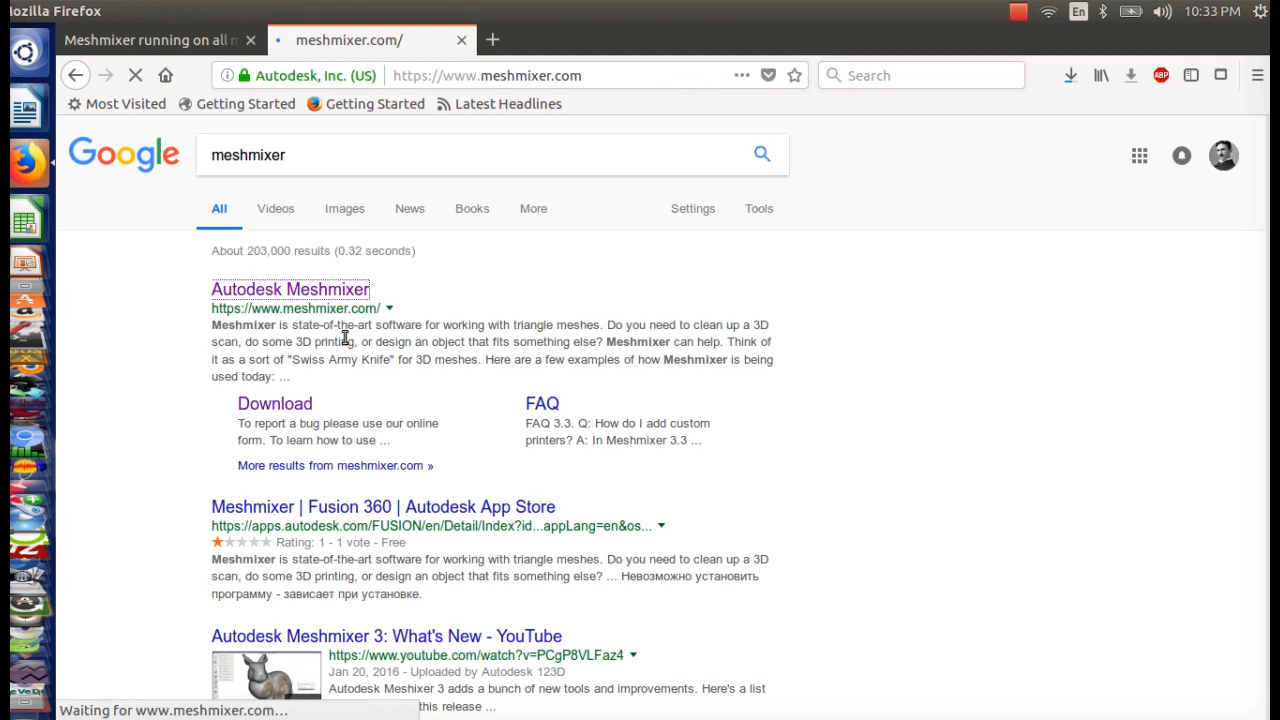 ozilla Firefox
En
10:33 PM
Meshmixer running on all m
meshmixer.com/
Autodesk, Inc. (US)
https://www.meshmixer.com
Search
ABP
Most Visited
Getting Started
Getting Started
Latest Headlines
Google
meshmixer
All
Videos
Images
News
Books
More
Settings
Tools
About 203,000 results (0.32 seconds)
Autodesk Meshmixer
https://www.meshmixer.com/
Meshmixer is state-of-the-art software for working with triangle meshes. Do you need to clean up a 3D
scan, do some 3D printing, or design an object that fits something else? Meshmixer can help. Think of
it as a sort of "Swiss Army Knife" for 3D meshes. Here are a few examples of how Meshmixer is being
used today: ...
Download
To report a bug please use our online
form. To learn how to use ...
FAQ
FAQ 3.3. Q: How do I add custom
printers? A: In Meshmixer 3.3 ...
More results from meshmixer.com »
Meshmixer | Fusion 360 | Autodesk App Store
https://apps.autodesk.com/FUSION/en/Detail/Index?id...appLang=en&os...
Rating: 1 - 1 vote - Free
Meshmixer is state-of-the-art software for working with triangle meshes. Do you need to clean up a 3D
scan, do some 3D printing, or design an object that fits something else? ... Невозможно установить
программу - зависает при установке.
Autodesk Meshmixer 3: What's New - YouTube
https://www.youtube.com/watch?v=PCgP8VLFaz4
Jan 20, 2016 - Uploaded by Autodesk 123D
Autodesk Meshixer 3 adds a bunch of new tools and improvements. Here's a list
this release ...
Waiting for www.meshmixer.com...